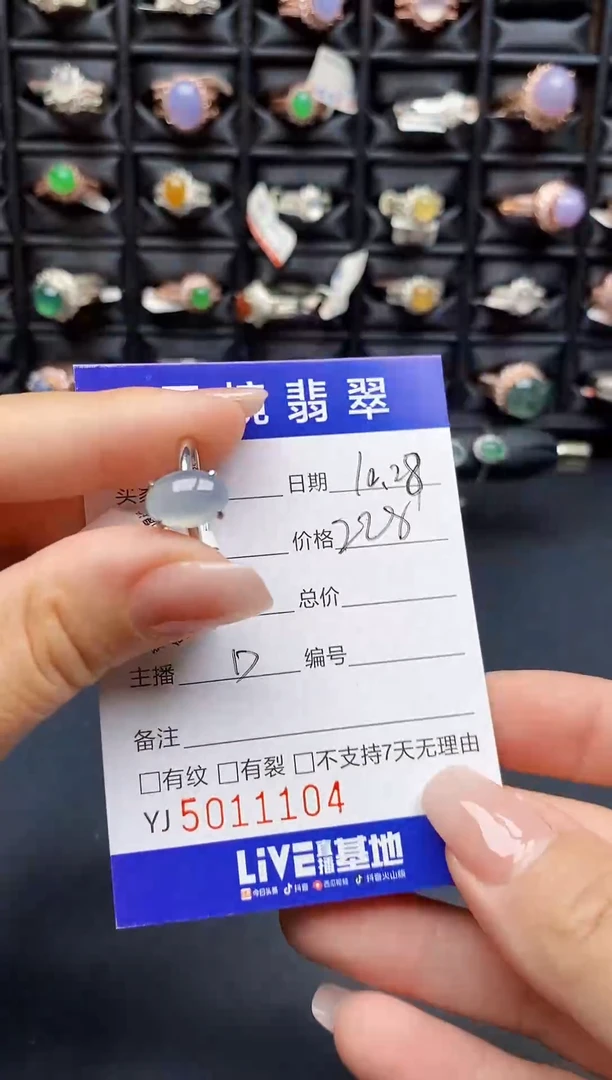 翡翠
日期 10.28
价格 228
总价
主播 D 编号
备注
□有纹 □有裂 □不支持7天无理由
YJ 5011104
LIVE直播基地
今日头条 抖音 西瓜视频 抖音火山版